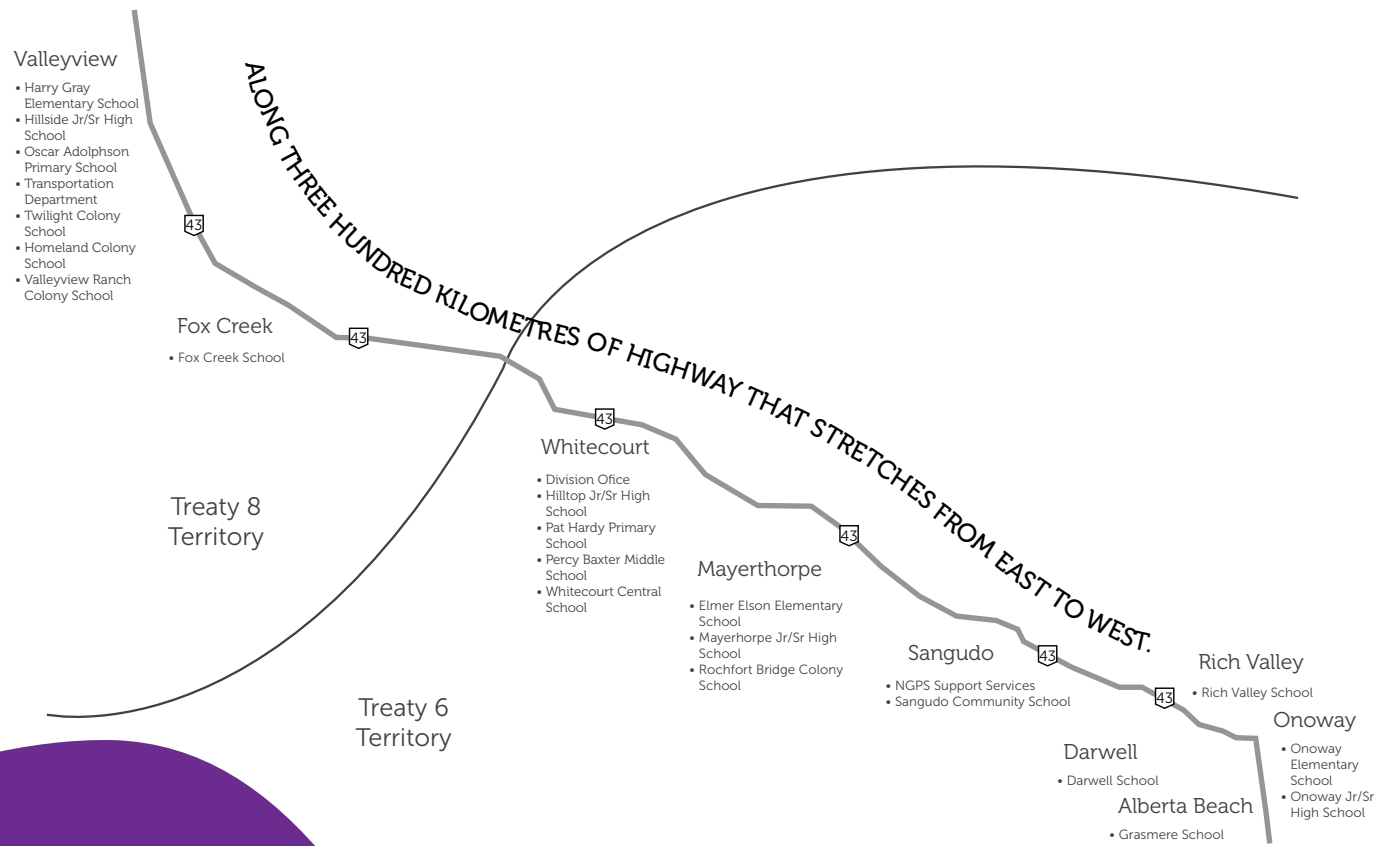 Valleyview
• Harry Gray
Elementary School
• Hillside Jr/Sr High
School
• Oscar Adolphson
Primary School
• Transportation
Department
• Twilight Colony
School
• Homeland Colony
School
• Valleyview Ranch
Colony School
ALONG THREE HUNDRED KILOMETRES OF HIGHWAY THAT STRETCHES FROM EAST TO WEST.
43
Fox Creek
• Fox Creek School
43
43
Whitecourt
• Division Ofice
• Hilltop Jr/Sr High
School
• Pat Hardy Primary
School
• Percy Baxter Middle
School
• Whitecourt Central
School
Treaty 8
Territory
Treaty 6
Territory
43
Mayerthorpe
• Elmer Elson Elementary
School
• Mayerhorpe Jr/Sr High
School
• Rochfort Bridge Colony
School
43
Sangudo
• NGPS Support Services
• Sangudo Community School
43
Rich Valley
• Rich Valley School
Onoway
• Onoway
Elementary
School
• Onoway Jr/Sr
High School
Darwell
• Darwell School
Alberta Beach
• Grasmere School